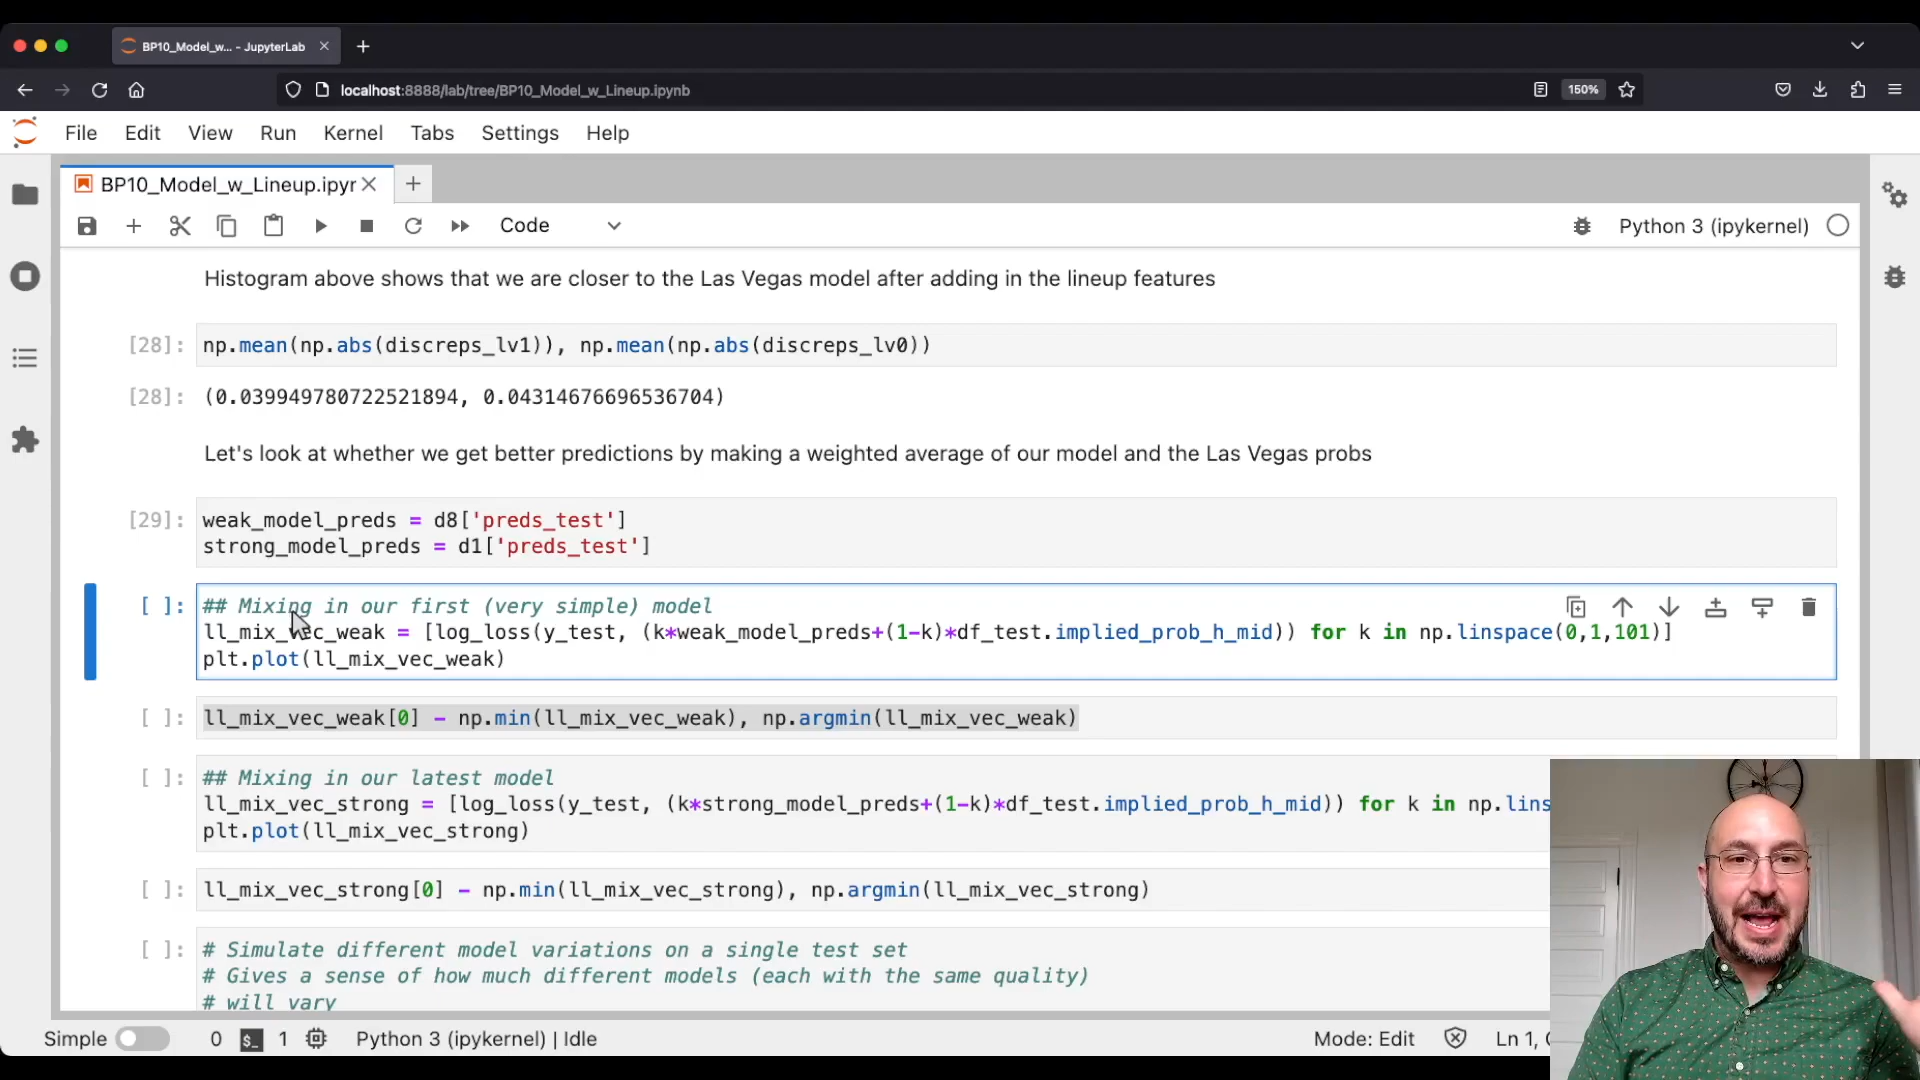 BP10_Model_w... - JupyterLab
localhost:8888/lab/tree/BP10_Model_w_Lineup.ipynb
150%
File Edit View Run Kernel Tabs Settings Help
BP10_Model_w_Lineup.ipyr
Code
Python 3 (ipykernel)
Histogram above shows that we are closer to the Las Vegas model after adding in the lineup features
[28]: np.mean(np.abs(discreps_lv1)), np.mean(np.abs(discreps_lv0))
[28]: (0.039949780722521894, 0.04314676696536704)
Let's look at whether we get better predictions by making a weighted average of our model and the Las Vegas probs
[29]: weak_model_preds = d8['preds_test']
strong_model_preds = d1['preds_test']
[ ]: ## Mixing in our first (very simple) model
ll_mix_vec_weak = [log_loss(y_test, (k*weak_model_preds+(1-k)*df_test.implied_prob_h_mid)) for k in np.linspace(0,1,101)]
plt.plot(ll_mix_vec_weak)
[ ]: ll_mix_vec_weak[0] - np.min(ll_mix_vec_weak), np.argmin(ll_mix_vec_weak)
[ ]: ## Mixing in our latest model
ll_mix_vec_strong = [log_loss(y_test, (k*strong_model_preds+(1-k)*df_test.implied_prob_h_mid)) for k in np.lins
plt.plot(ll_mix_vec_strong)
[ ]: ll_mix_vec_strong[0] - np.min(ll_mix_vec_strong), np.argmin(ll_mix_vec_strong)
[ ]: # Simulate different model variations on a single test set
# Gives a sense of how much different models (each with the same quality)
# will vary
Simple 0 $_ 1 Python 3 (ipykernel) | Idle Mode: Edit Ln 1,